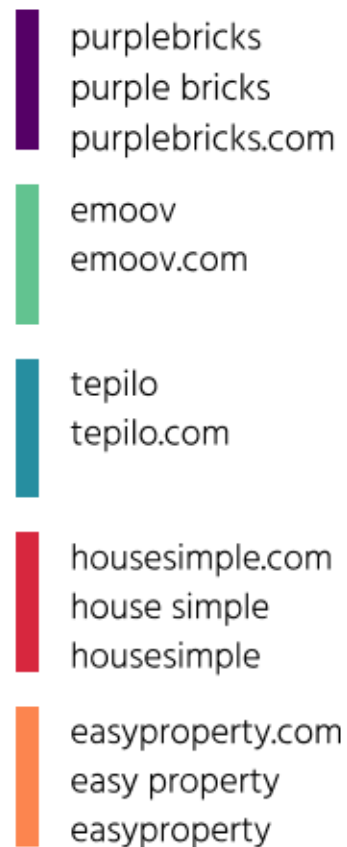 purplebricks
purple bricks
purplebricks.com
emoov
emoov.com
tepilo
tepilo.com
housesimple.com
house simple
housesimple
easyproperty.com
easy property
easyproperty